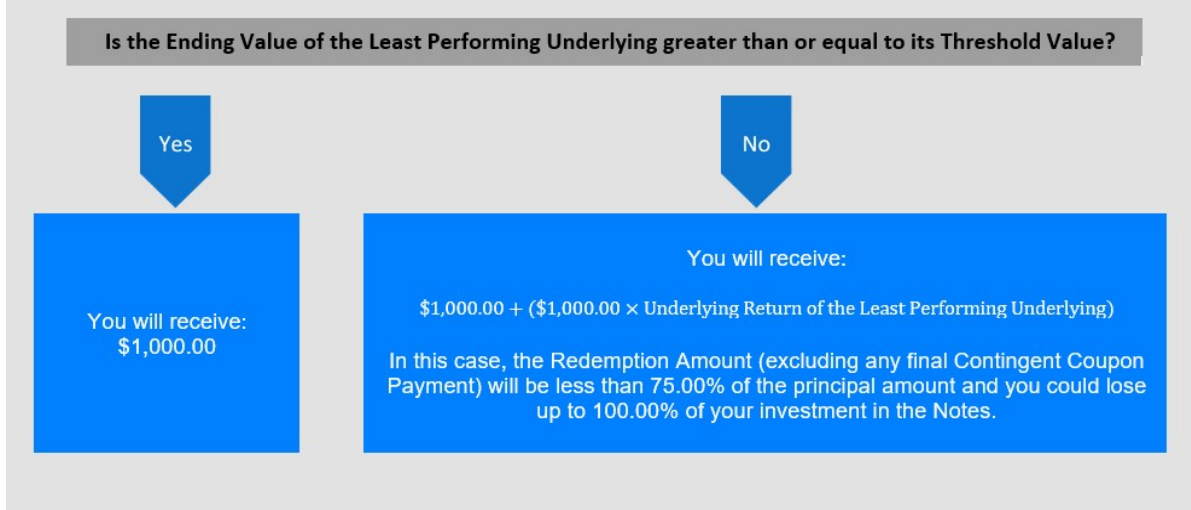 Is the Ending Value of the Least Performing Underlying greater than or equal to its Threshold Value?
Yes
No
You will receive:
$1,000.00
You will receive:
$1,000.00 + ($1,000.00 × Underlying Return of the Least Performing Underlying)
In this case, the Redemption Amount (excluding any final Contingent Coupon
Payment) will be less than 75.00% of the principal amount and you could lose
up to 100.00% of your investment in the Notes.